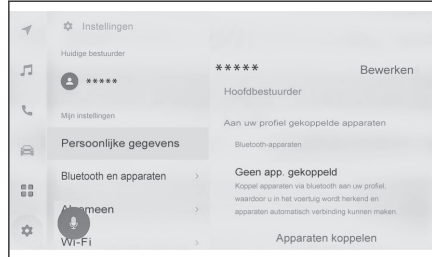 Instellingen
Huidige bestuurder
*****
Mijn instellingen
Persoonlijke gegevens
Bluetooth en apparaten
Algemeen
Wi-Fi
*****
Bewerken
Hoofdbestuurder
Aan uw profiel gekoppelde apparaten
Bluetooth-apparaten
Geen app. gekoppeld
Koppel apparaten via bluetooth aan uw profiel,
waardoor u in het voertuig wordt herkend en
apparaten automatisch verbinding kunnen maken.
Apparaten koppelen